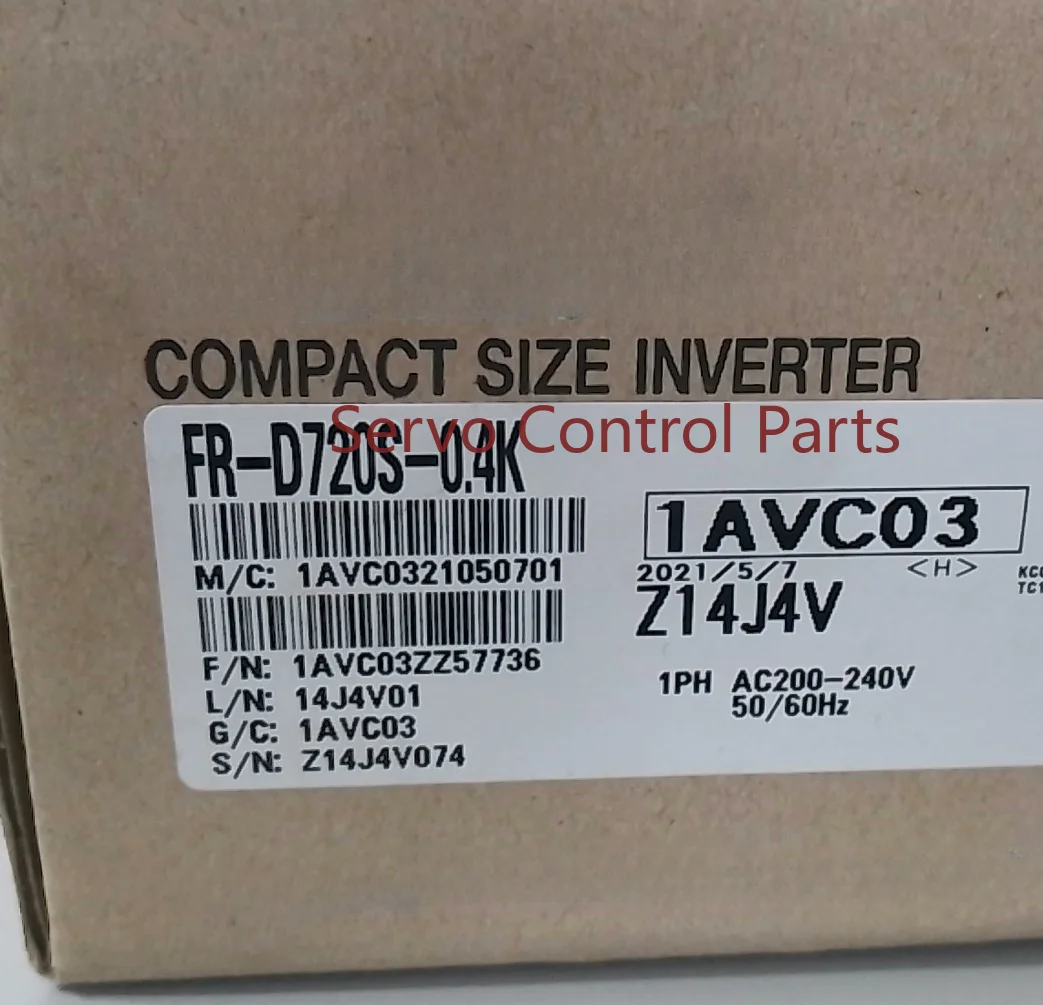 COMPACT SIZE INVERTER
Servo Control Parts
FR-D720S-0.4K
M/C: 1AVC0321050701
F/N: 1AVC03ZZ57736
L/N: 14J4V01
G/C: 1AVC03
S/N: Z14J4V074
1AVC03
2021/5/7 <H>
Z14J4V
1PH AC200-240V
50/60Hz